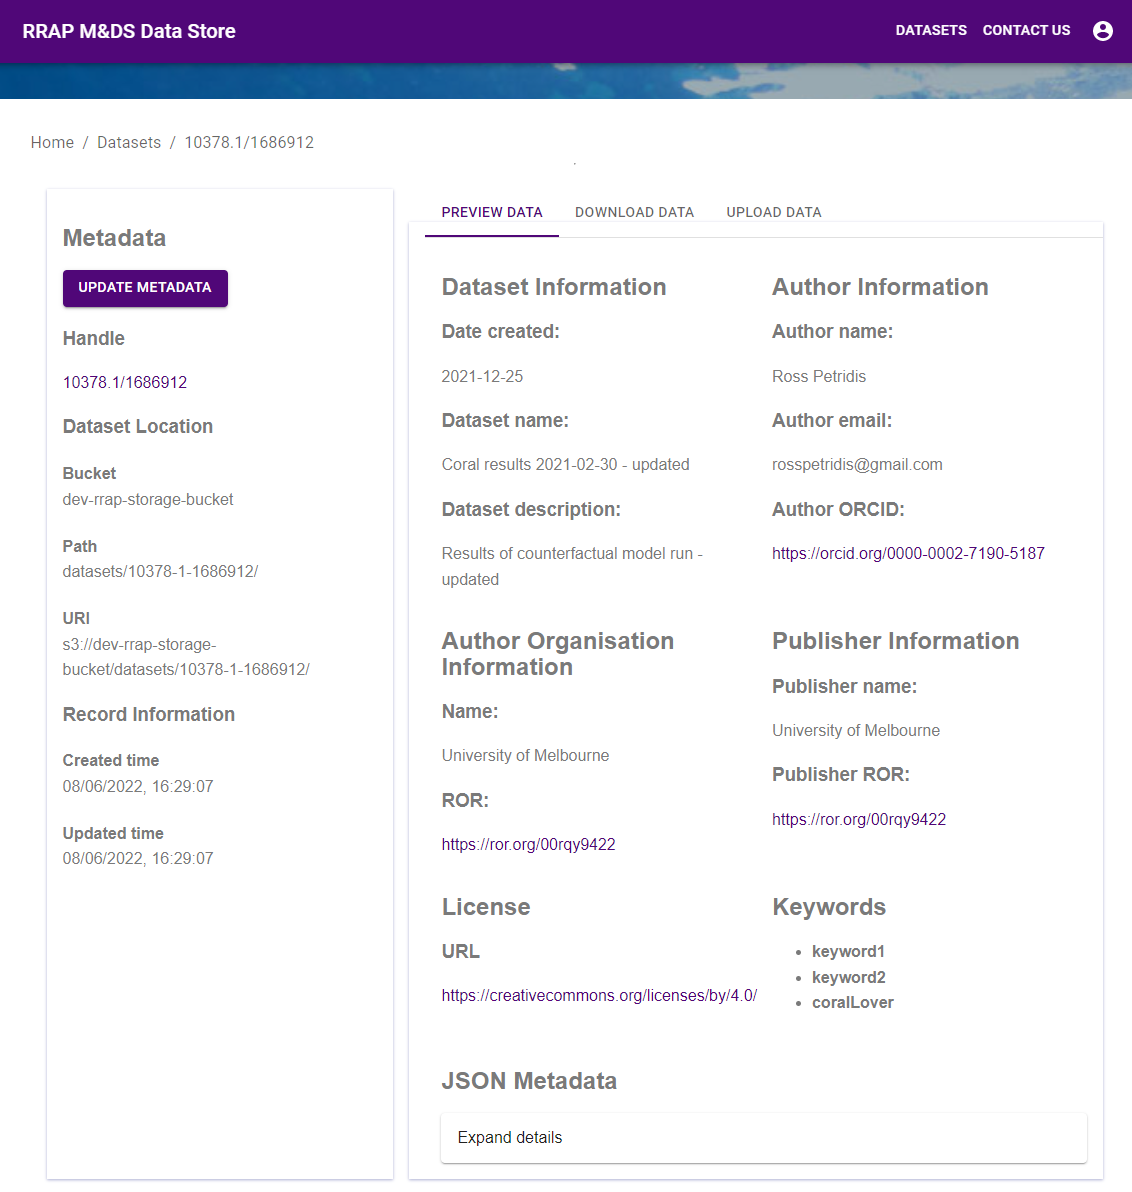 RRAP M&DS Data Store
DATASETS
CONTACT US
Home / Datasets / 10378.1/1686912
Metadata
UPDATE METADATA
Handle
10378.1/1686912
Dataset Location
Bucket
dev-rrap-storage-bucket
Path
datasets/10378-1-1686912/
URI
s3://dev-rrap-storage-
bucket/datasets/10378-1-1686912/
Record Information
Created time
08/06/2022, 16:29:07
Updated time
08/06/2022, 16:29:07
PREVIEW DATA
DOWNLOAD DATA
UPLOAD DATA
Dataset Information
Date created:
2021-12-25
Dataset name:
Coral results 2021-02-30 - updated
Dataset description:
Results of counterfactual model run -
updated
Author Information
Author name:
Ross Petridis
Author email:
rosspetridis@gmail.com
Author ORCID:
https://orcid.org/0000-0002-7190-5187
Author Organisation
Information
Name:
University of Melbourne
ROR:
https://ror.org/00rqy9422
Publisher Information
Publisher name:
University of Melbourne
Publisher ROR:
https://ror.org/00rqy9422
License
URL
https://creativecommons.org/licenses/by/4.0/
Keywords
• keyword1
• keyword2
• coralLover
JSON Metadata
Expand details